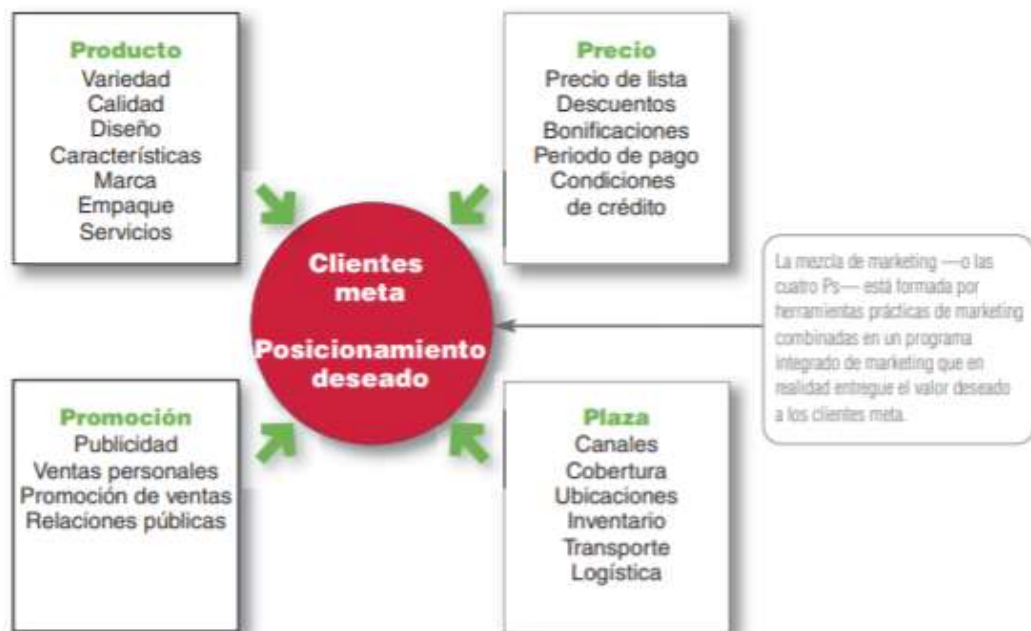 Producto
Variedad
Calidad
Diseño
Características
Marca
Empaque
Servicios
Precio
Precio de lista
Descuentos
Bonificaciones
Periodo de pago
Condiciones
de crédito
Clientes
meta
Posicionamiento
deseado
La mezcla de marketing —o las
cuatro Ps— está formada por
herramientas prácticas de marketing
combinadas en un programa
integrado de marketing que en
realidad entregue el valor deseado
a los clientes meta.
Promoción
Publicidad
Ventas personales
Promoción de ventas
Relaciones públicas
Plaza
Canales
Cobertura
Ubicaciones
Inventario
Transporte
Logística